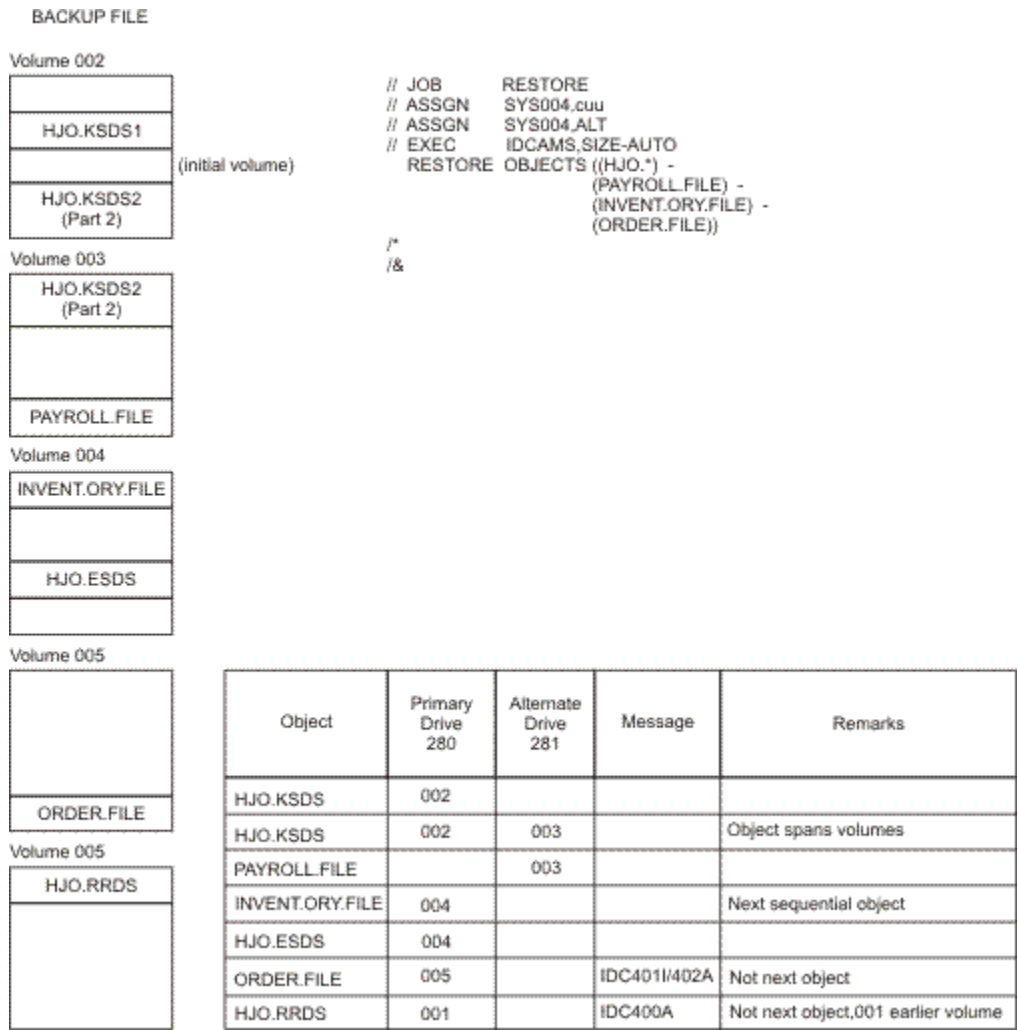 BACKUP FILE
Volume 002
HJO.KSDS1
(initial volume)
HJO.KSDS2
(Part 2)
Volume 003
HJO.KSDS2
(Part 2)
PAYROLL.FILE
Volume 004
INVENT.ORY.FILE
HJO.ESDS
Volume 005
ORDER.FILE
Volume 005
HJO.RRDS
// JOB RESTORE
// ASSGN SYS004,cuu
// ASSGN SYS004,ALT
// EXEC IDCAMS,SIZE-AUTO
RESTORE OBJECTS ((HJO.*) -
(PAYROLL.FILE) -
(INVENT.ORY.FILE) -
(ORDER.FILE))
/*
/&
Object Primary Drive 280 Alternate Drive 281 Message Remarks
HJO.KSDS 002
HJO.KSDS 002 003 Object spans volumes
PAYROLL.FILE 003
INVENT.ORY.FILE 004 Next sequential object
HJO.ESDS 004
ORDER.FILE 005 IDC401I/402A Not next object
HJO.RRDS 001 IDC400A Not next object,001 earlier volume